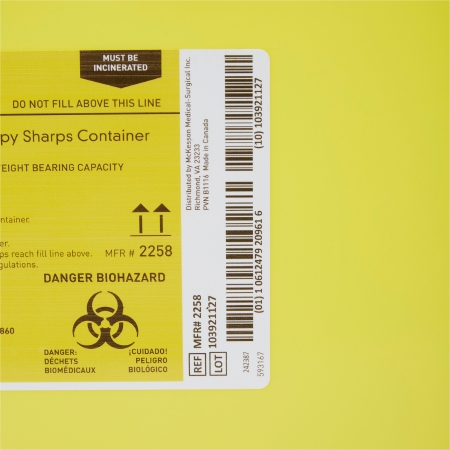 MUST BE
INCINERATED
DO NOT FILL ABOVE THIS LINE
py Sharps Container
EIGHT BEARING CAPACITY
ntainer.
er.
ps reach fill line above. MFR # 2258
gulations.
DANGER BIOHAZARD
860
DANGER:
DÉCHETS
BIOMÉDICAUX
¡CUIDADO!
PELIGRO
BIOLÓGICO
Distributed by McKesson Medical-Surgical Inc.
Richmond, VA 23233
PVN B1116 Made in Canada
REF MFR# 2258
LOT 103921127
(10) 103921127
(01) 1 0612479 20961 6
242387
593167